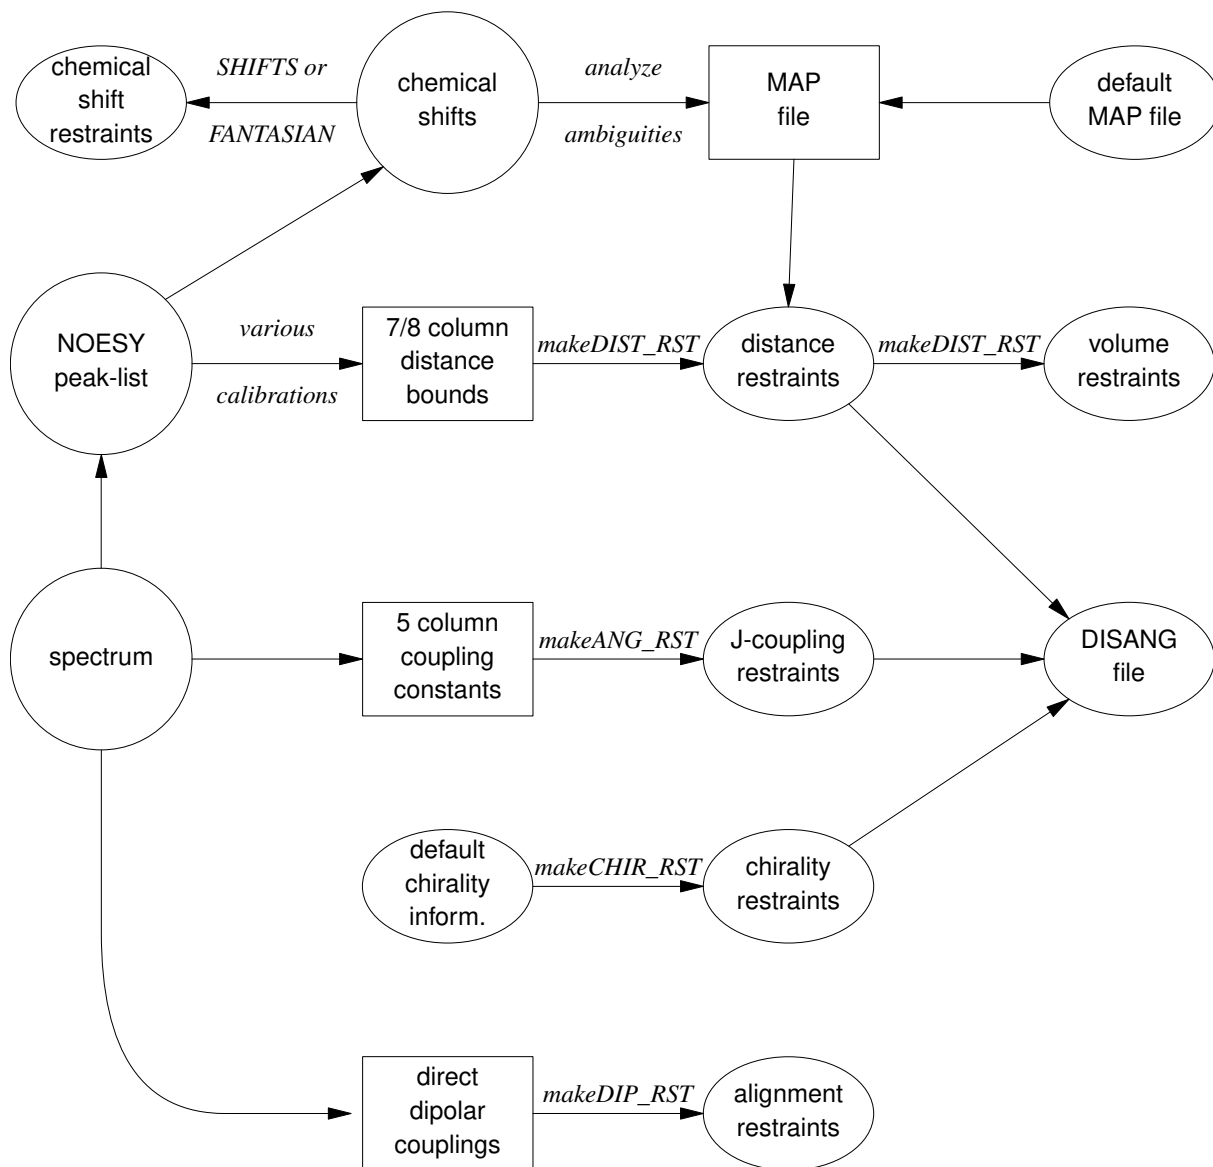 chemical
shift
restraints
SHIFTS or
FANTASIAN
chemical
shifts
analyze
ambiguities
MAP
file
default
MAP file
NOESY
peak-list
various
calibrations
7/8 column
distance
bounds
makeDIST_RST
distance
restraints
makeDIST_RST
volume
restraints
spectrum
5 column
coupling
constants
makeANG_RST
J-coupling
restraints
DISANG
file
default
chirality
inform.
makeCHIR_RST
chirality
restraints
direct
dipolar
couplings
makeDIP_RST
alignment
restraints